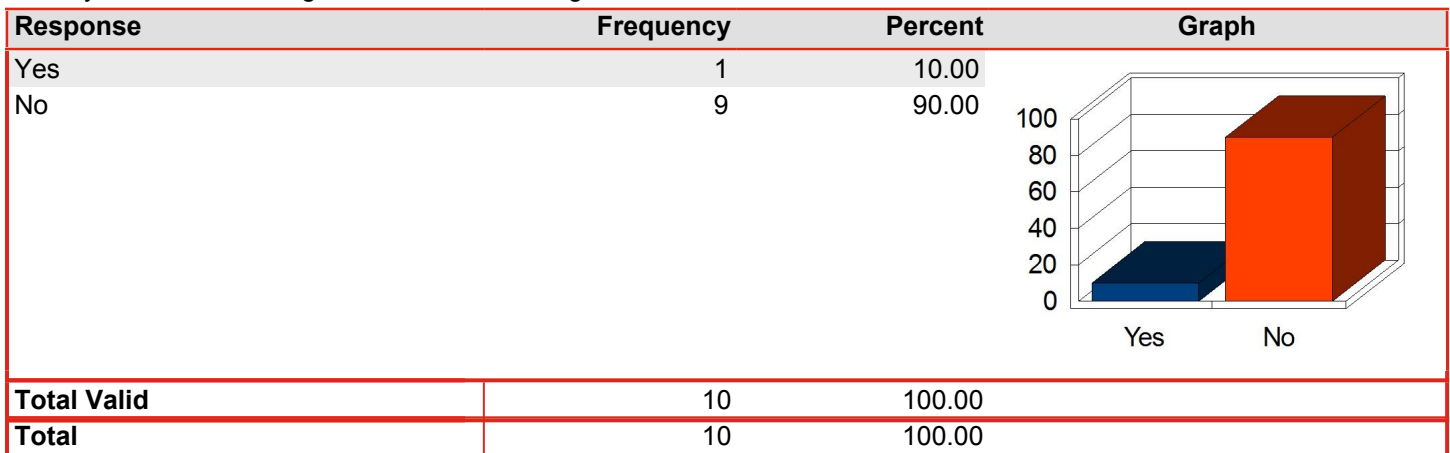 Response Frequency Percent Graph
Yes 1 10.00
No 9 90.00
100
80
60
40
20
0
Yes No
Total Valid 10 100.00
Total 10 100.00